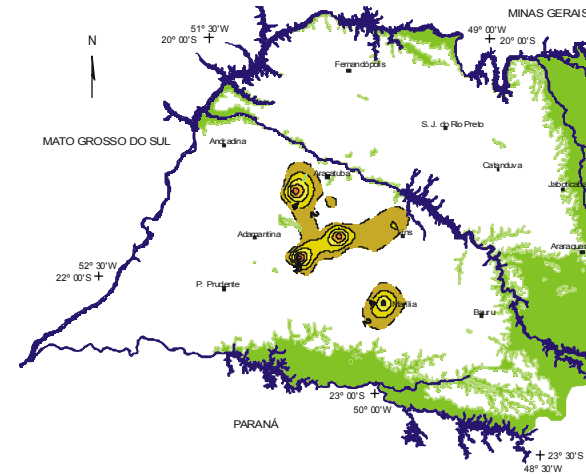 MINAS GERAIS
51° 30'W
20° 00'S
49° 00'W
20° 00'S
N
Fernandópolis
S. J. do Rio Preto
MATO GROSSO DO SUL
Andradina
Catanduva
Araçatuba
Jaboticaba
Adamantina
Lins
Araraquar
52° 30'W
22° 00'S
P. Prudente
Marília
Bauru
23° 00'S
50° 00'W
PARANÁ
23° 30'S
48° 30'W